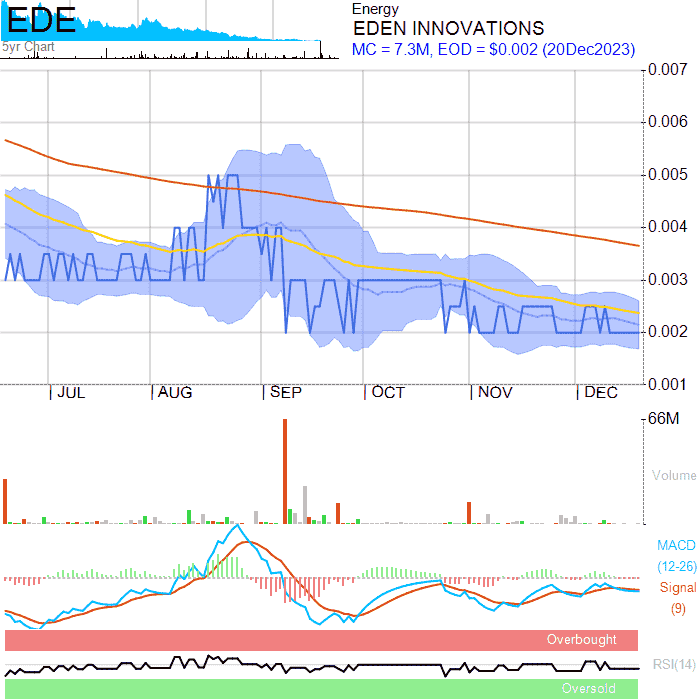 EDE
5yr Chart
Energy
EDEN INNOVATIONS
MC = 7.3M, EOD = $0.002 (20Dec2023)
0.007
0.006
0.005
0.004
0.003
0.002
0.001
JUL
AUG
SEP
OCT
NOV
DEC
66M
Volume
MACD
(12-26)
Signal
(9)
Overbought
RSI(14)
Oversold